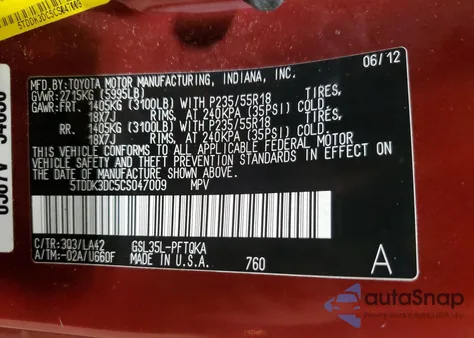 5TDDK3DC5CS047009
MFD. BY: TOYOTA MOTOR MANUFACTURING, INDIANA, INC.
06/12
GVWR: 2715KG (5995LB)
GAWR: FRT. 1405KG (3100LB) WITH P235/55R18 TIRES,
18X7J RIMS, AT 240KPA (35PSI) COLD.
RR. 1405KG (3100LB) WITH P235/55R18 TIRES,
18X7J RIMS, AT 240KPA (35PSI) COLD.
THIS VEHICLE CONFORMS TO ALL APPLICABLE FEDERAL MOTOR
VEHICLE SAFETY AND THEFT PREVENTION STANDARDS IN EFFECT ON
THE DATE OF MANUFACTURE SHOWN ABOVE.
5TDDK3DC5CS047009 MPV
C/TR: 3Q3/LA42 GSL35L-PFTQKA
A/TM: -02A/U660F MADE IN U.S.A. 760 A
autoSnap